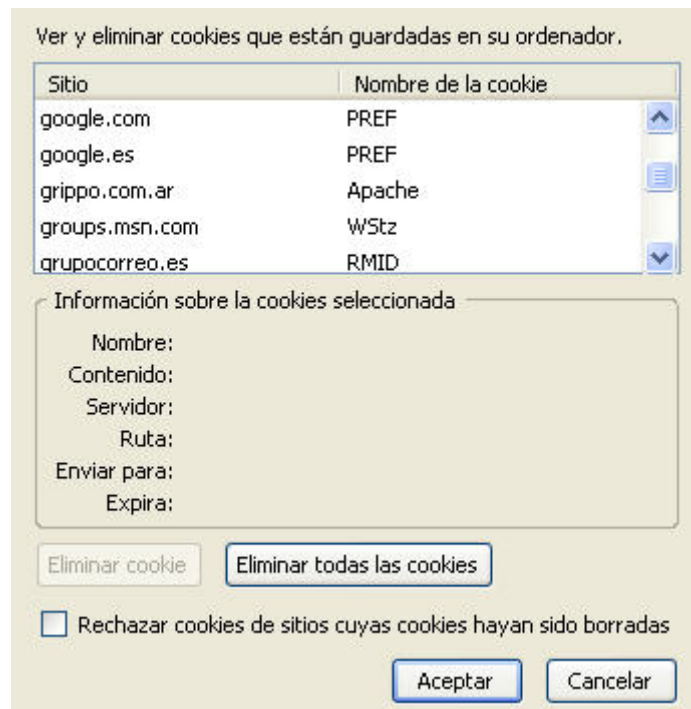 Ver y eliminar cookies que están guardadas en su ordenador.
Sitio Nombre de la cookie
google.com PREF
google.es PREF
grippo.com.ar Apache
groups.msn.com WStz
grupocorreo.es RMID
Información sobre la cookies seleccionada
Nombre:
Contenido:
Servidor:
Ruta:
Enviar para:
Expira:
Eliminar cookie Eliminar todas las cookies
Rechazar cookies de sitios cuyas cookies hayan sido borradas
Aceptar Cancelar